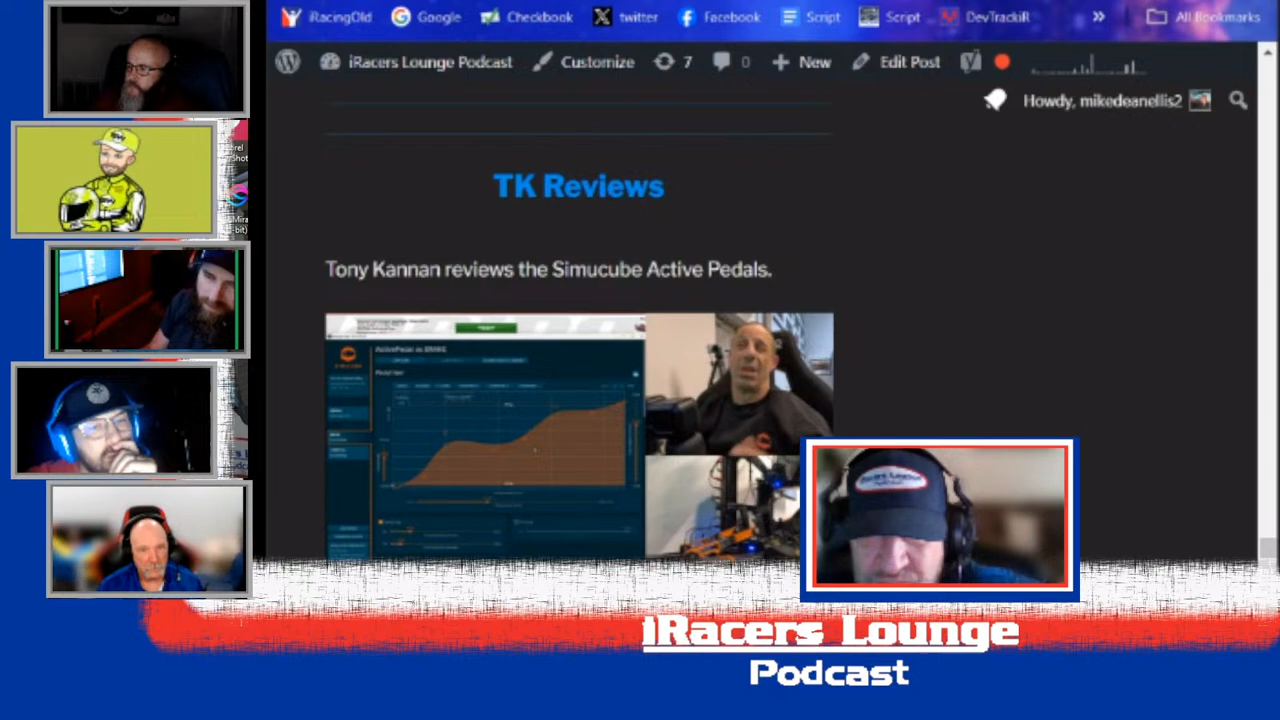 iRacingOld Google Checkbook twitter Facebook Script Script DevTrackiR » All Bookmarks
iRacers Lounge Podcast Customize 7 0 + New Edit Post
Howdy, mikedeanellis2
TK Reviews
Tony Kannan reviews the Simucube Active Pedals.
iRacers Lounge
Podcast